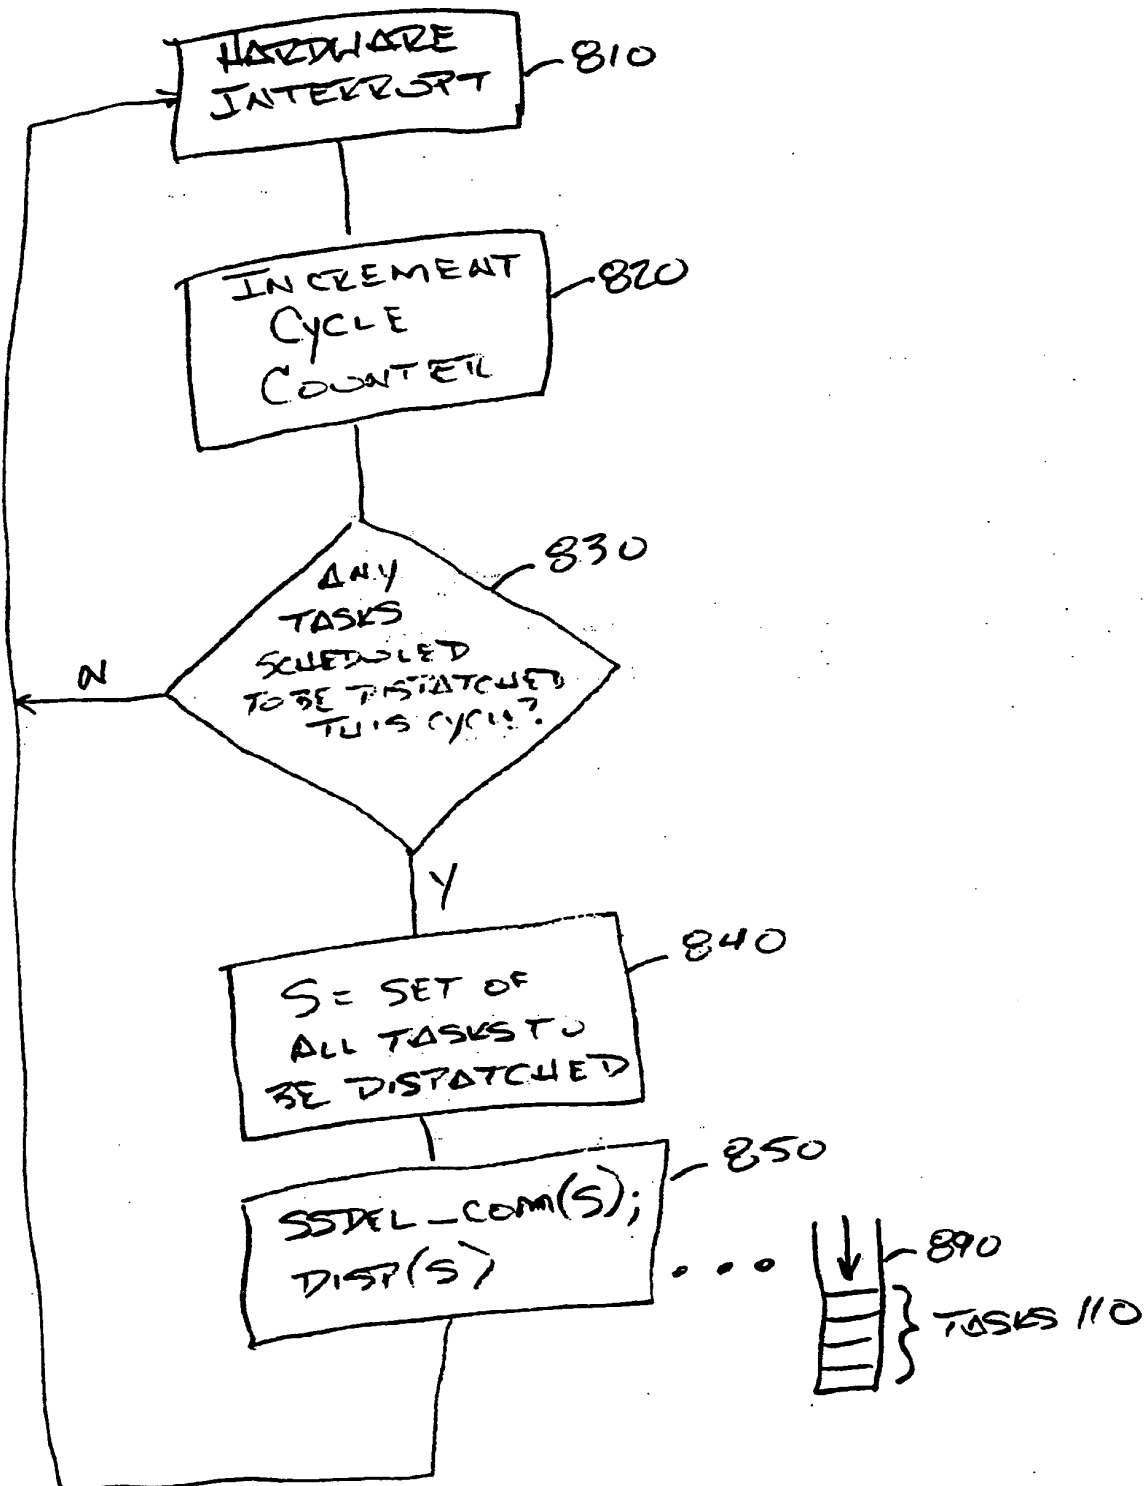 HARDWARE
INTERRUPT
810
INCREMENT
CYCLE
COUNTER
820
ANY
TASKS
SCHEDULED
TO BE DISPATCHED
THIS CYCLE?
830
N
Y
S = SET OF
ALL TASKS TO
BE DISPATCHED
840
SSDEL_COMM(S);
DISP(S)
850
890
TASKS 110